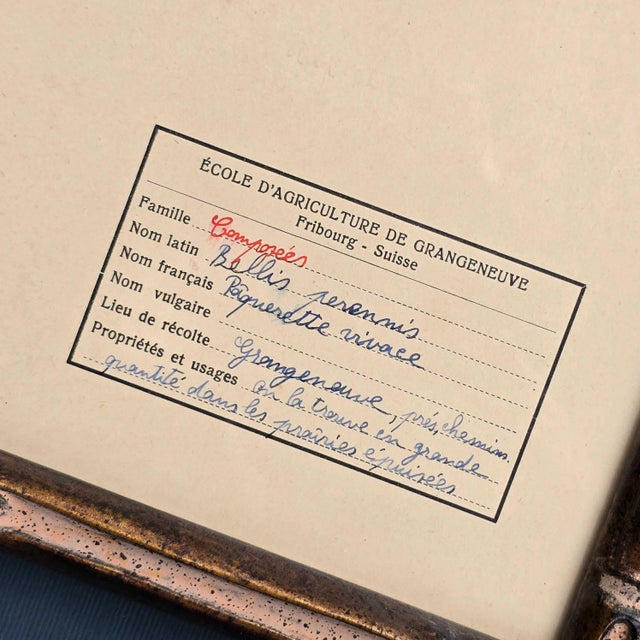 ÉCOLE D'AGRICULTURE DE GRANGENEUVE
Fribourg - Suisse
Famille Composées
Nom latin Bellis perennis
Nom français Pâquerette vivace
Nom vulgaire
Lieu de récolte Grangeneuve, prés, chemins.
Propriétés et usages on la trouve en grande
quantité dans les prairies épuisées